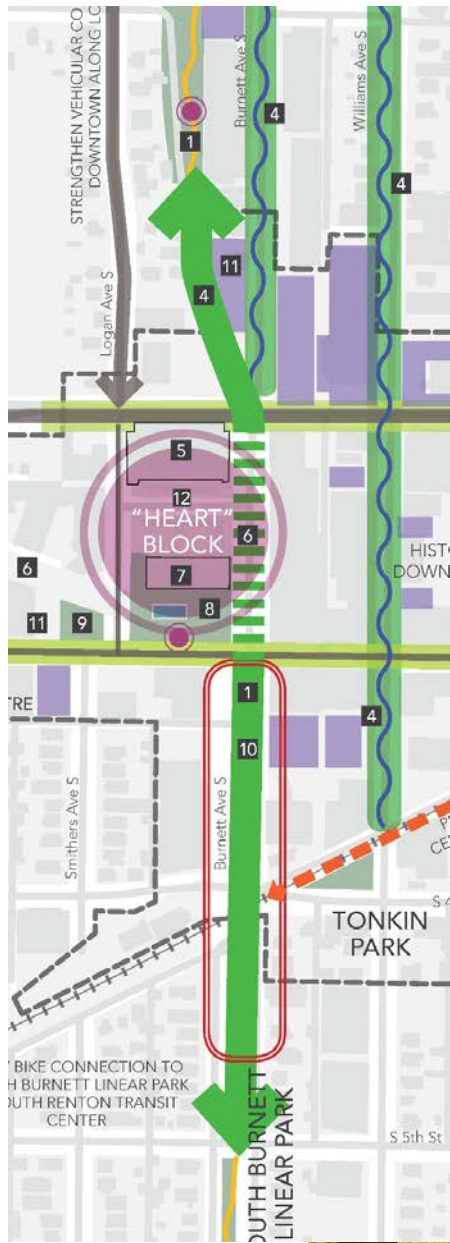 STRENGTHEN VEHICULAR CO
DOWNTOWN ALONG LO
Burnett Ave S
Williams Ave S
4
1
4
11
4
Logan Ave S
5
12
"HEART"
BLOCK
6
6
7
HIST
DOWN
8
11
9
1
TRE
4
10
Smithers Ave S
Burnett Ave S
CE
S 4
TONKIN
PARK
BIKE CONNECTION TO
H BURNETT LINEAR PARK
OUTH RENTON TRANSIT
CENTER
OUTH BURNETT
LINEAR PARK
S 5th St